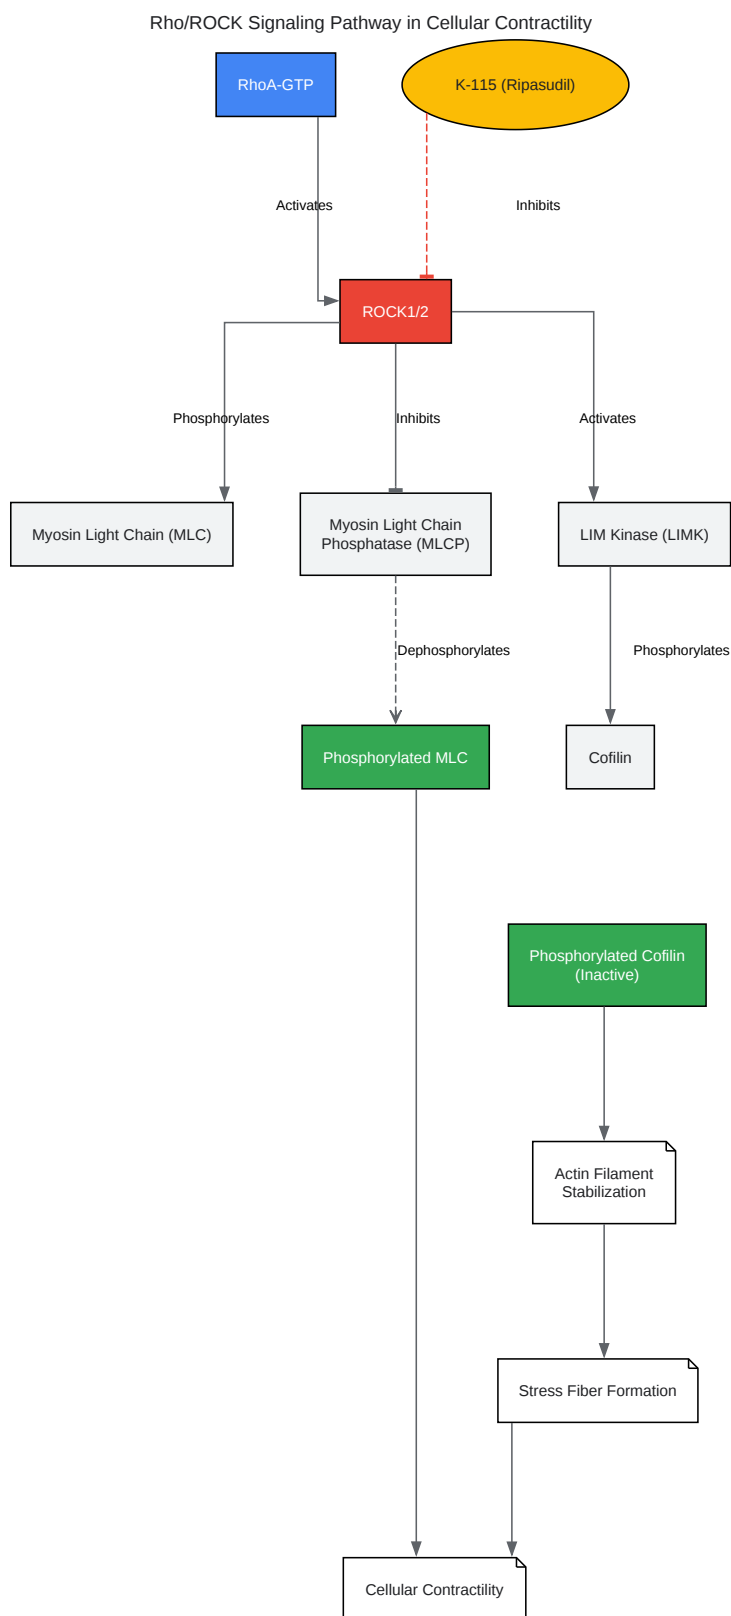 Rho/ROCK Signaling Pathway in Cellular Contractility
RhoA-GTP
K-115 (Ripasudil)
Activates
Inhibits
ROCK1/2
Phosphorylates
Inhibits
Activates
Myosin Light Chain (MLC)
Myosin Light Chain
Phosphatase (MLCP)
LIM Kinase (LIMK)
Dephosphorylates
Phosphorylates
Phosphorylated MLC
Cofilin
Phosphorylated Cofilin
(Inactive)
Actin Filament
Stabilization
Stress Fiber Formation
Cellular Contractility